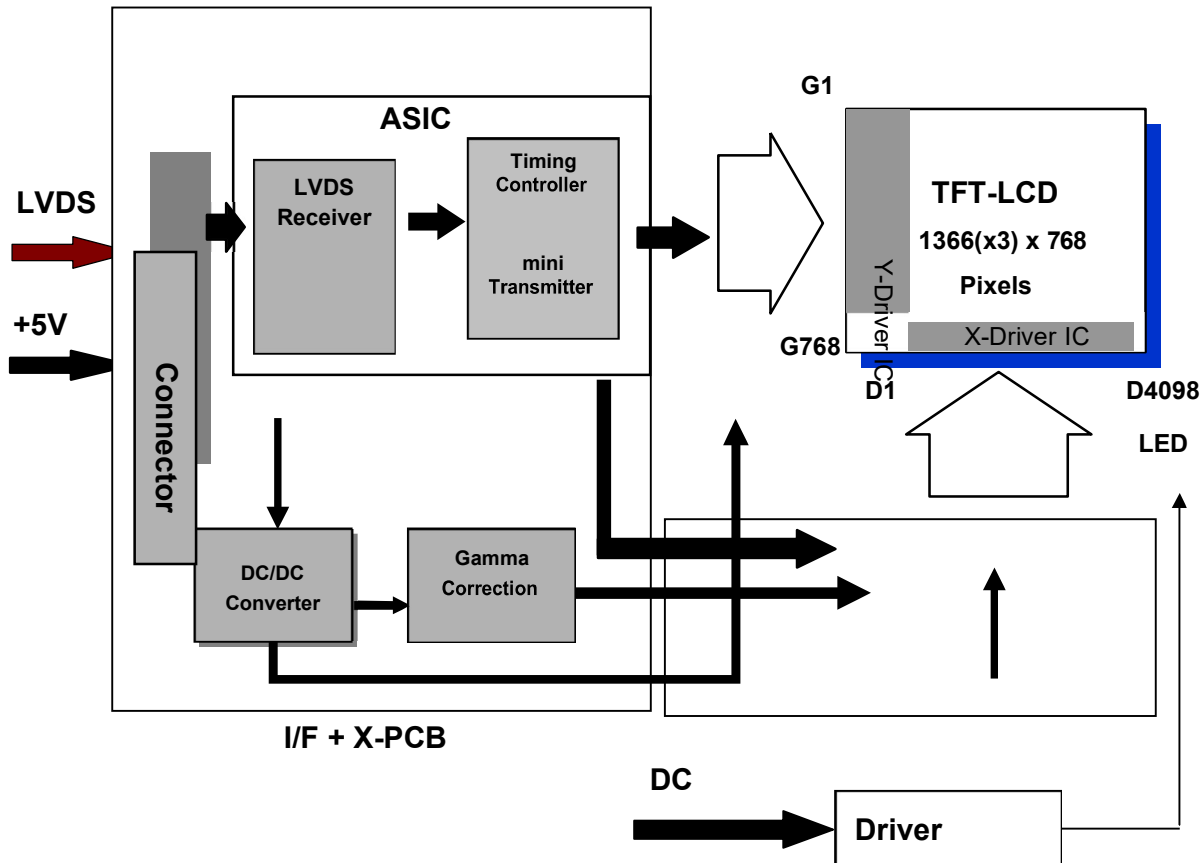 G1
ASIC
LVDS
LVDS
Receiver
Timing
Controller
mini
Transmitter
TFT-LCD
1366(x3) x 768
Pixels
Y-Driver IC
X-Driver IC
+5V
G768
D1
D4098
LED
Connector
DC/DC
Converter
Gamma
Correction
I/F + X-PCB
DC
Driver